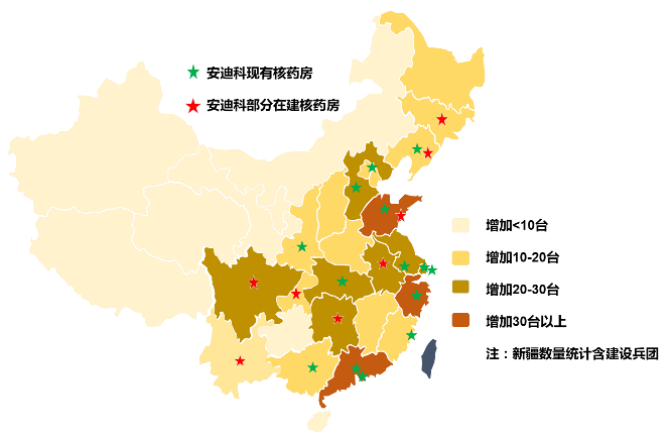 安迪科现有核药房
安迪科部分在建核药房
增加<10台
增加10-20台
增加20-30台
增加30台以上
注：新疆数量统计含建设兵团